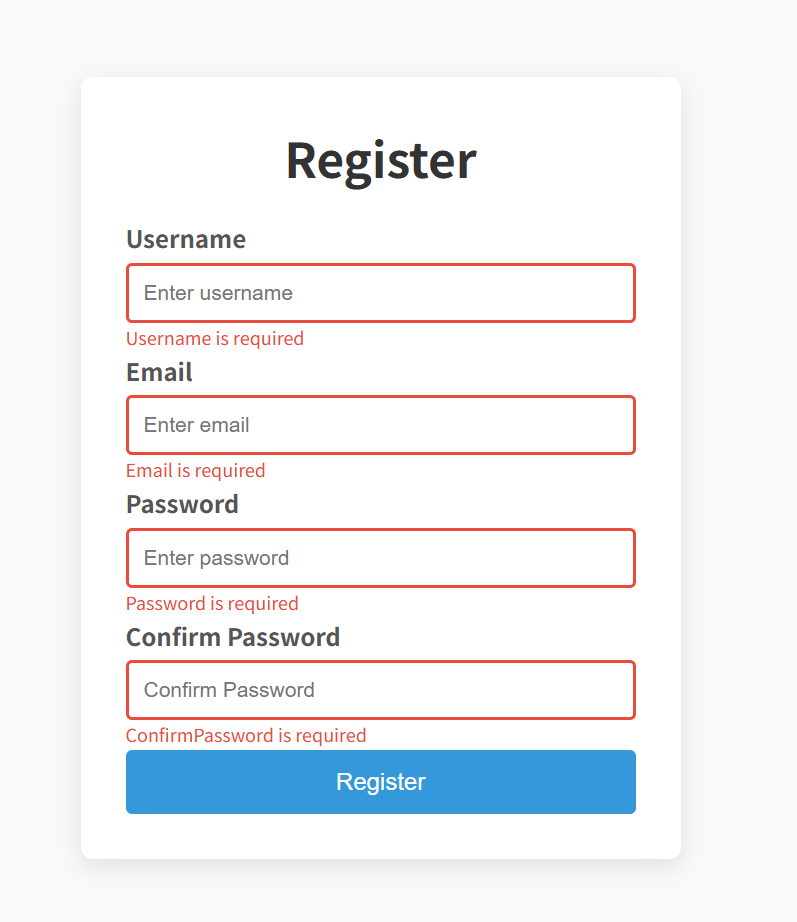 Register
Username
Enter username
Username is required
Email
Enter email
Email is required
Password
Enter password
Password is required
Confirm Password
Confirm Password
ConfirmPassword is required
Register